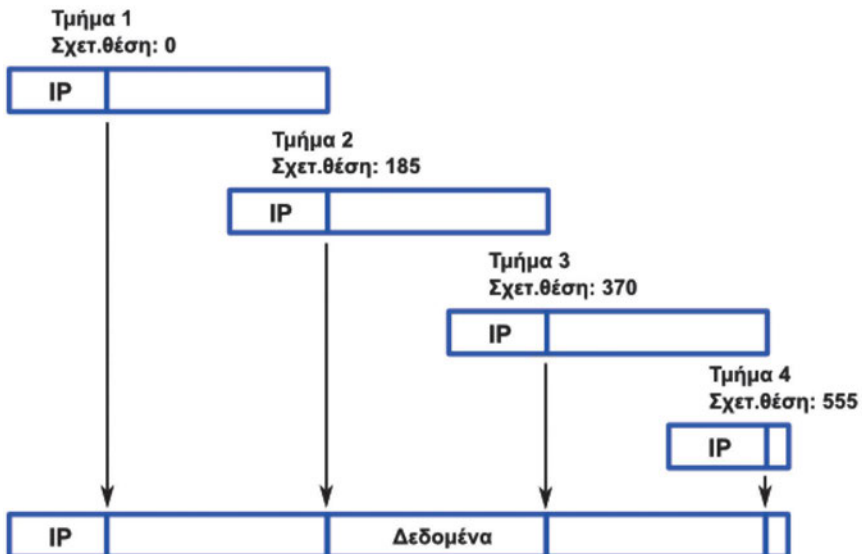 Τμήμα 1
Σχετ.θέση: 0
IP
Τμήμα 2
Σχετ.θέση: 185
IP
Τμήμα 3
Σχετ.θέση: 370
IP
Τμήμα 4
Σχετ.θέση: 555
IP
IP Δεδομένα